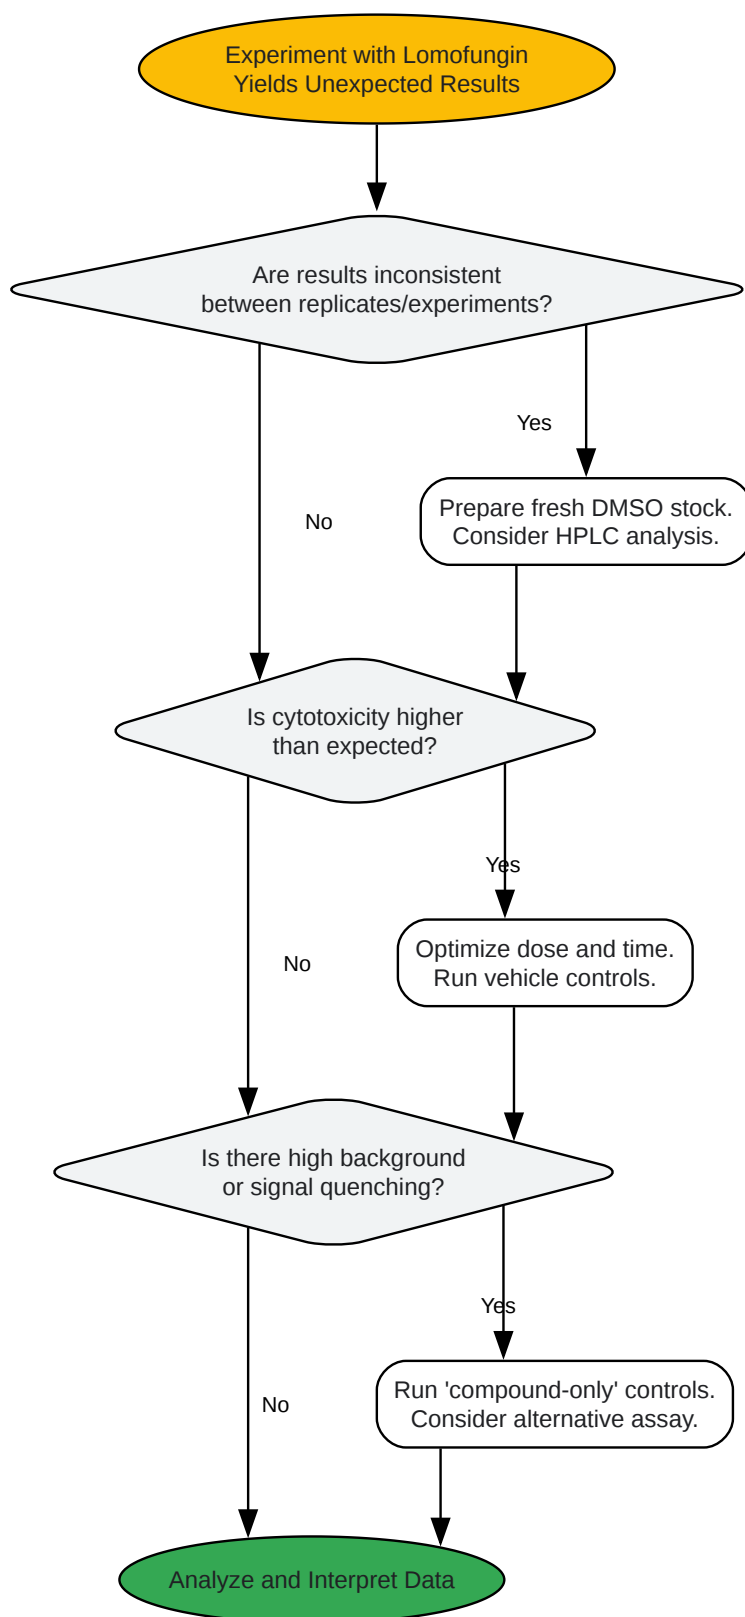 Experiment with Lomofungin
Yields Unexpected Results
Are results inconsistent
between replicates/experiments?
Yes
Prepare fresh DMSO stock.
Consider HPLC analysis.
No
Is cytotoxicity higher
than expected?
Yes
Optimize dose and time.
Run vehicle controls.
No
Is there high background
or signal quenching?
Yes
Run 'compound-only' controls.
Consider alternative assay.
No
Analyze and Interpret Data